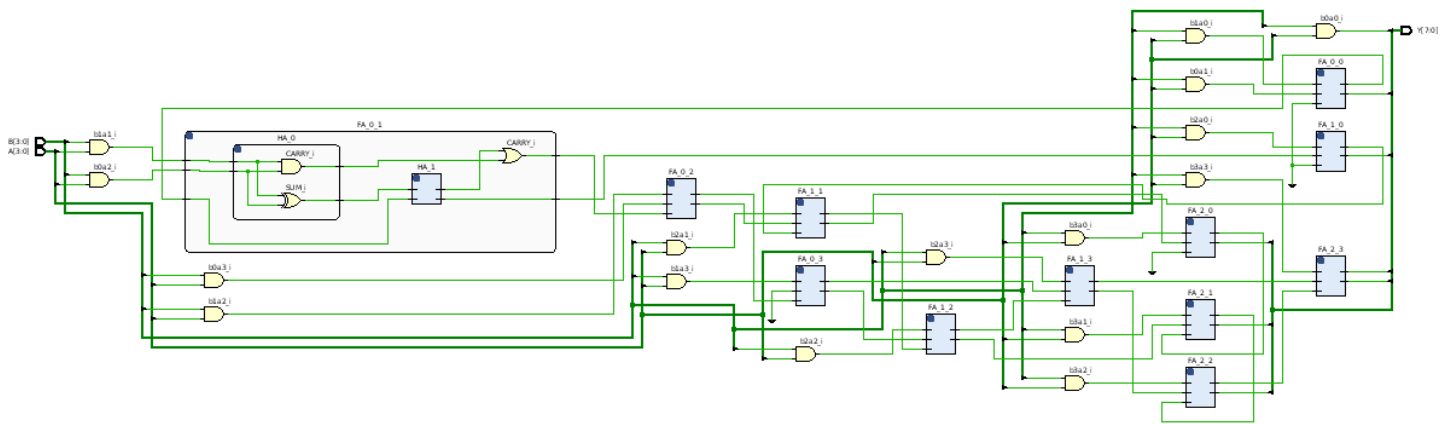 b1a0_i
b0a0_i
Y[7:0]
FA_0_0
b0a1_i
FA_0_1
b2a0_i
FA_1_0
B[3:0]
A[3:0]
b1a1_i
HA_0
CARRY_i
CARRY_i
b0a2_i
SUM_i
HA_1
FA_0_2
b3a3_i
FA_1_1
FA_2_0
b3a0_i
b2a1_i
b2a3_i
FA_2_3
b0a3_i
b1a3_i
FA_0_3
FA_1_3
b1a2_i
FA_1_2
FA_2_1
b3a1_i
b2a2_i
FA_2_2
b3a2_i